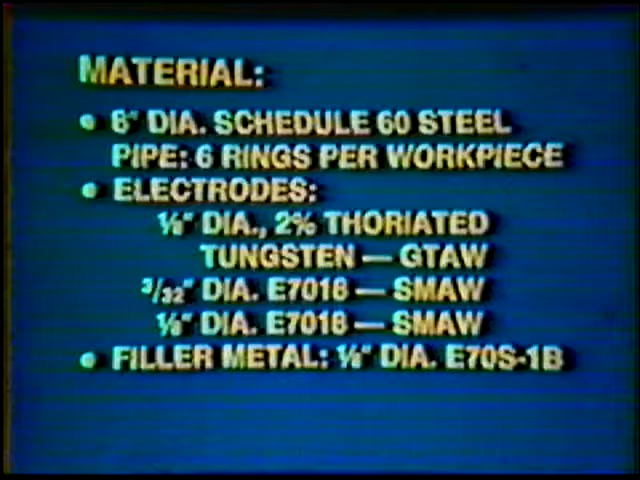 MATERIAL:
• 8" DIA. SCHEDULE 60 STEEL
PIPE; 6 RINGS PER WORKPIECE
• ELECTRODES:
⅛" DIA., 2% THORIATED
TUNGSTEN — GTAW
3/32" DIA. E7018 — SMAW
⅛" DIA. E7018 — SMAW
• FILLER METAL: ⅛" DIA. E70S-1B